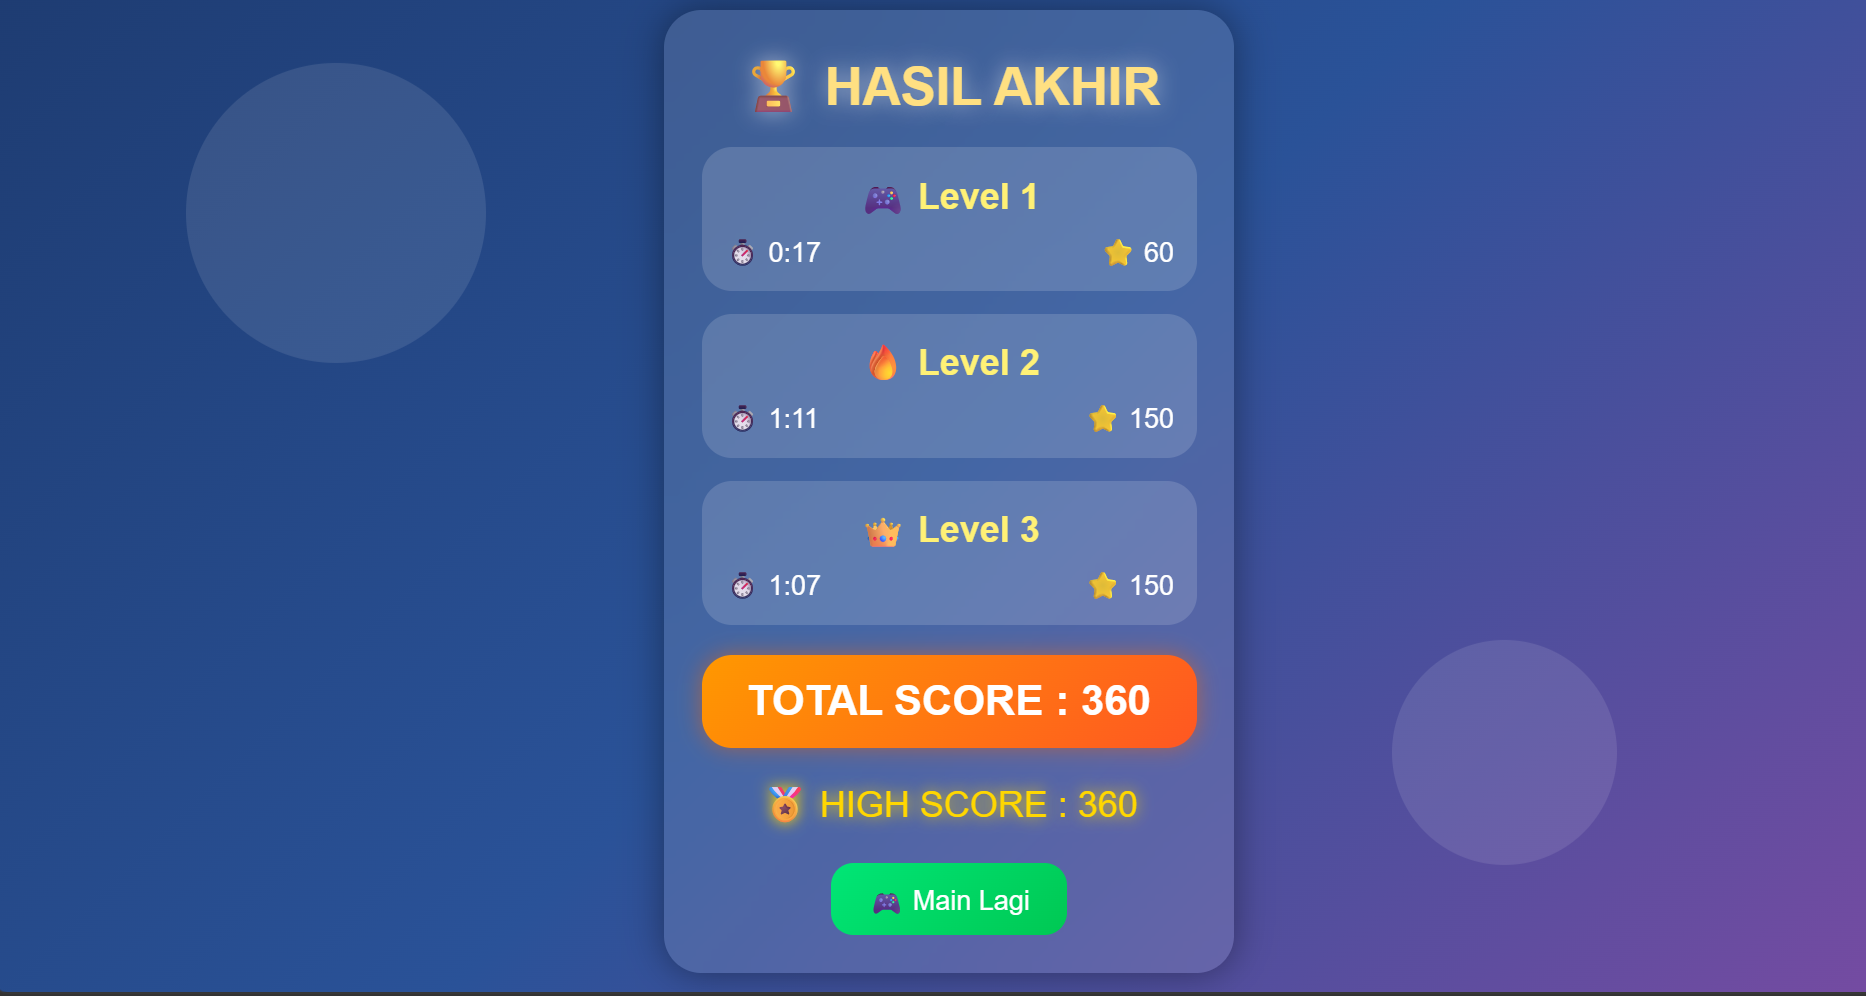 HASIL AKHIR
Level 1
0:17 60
Level 2
1:11 150
Level 3
1:07 150
TOTAL SCORE : 360
HIGH SCORE : 360
Main Lagi